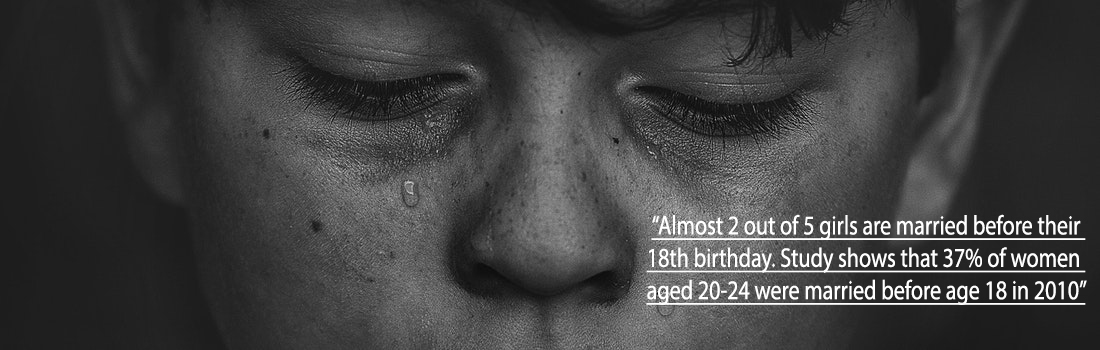 “Almost 2 out of 5 girls are married before their
18th birthday. Study shows that 37% of women
aged 20-24 were married before age 18 in 2010”